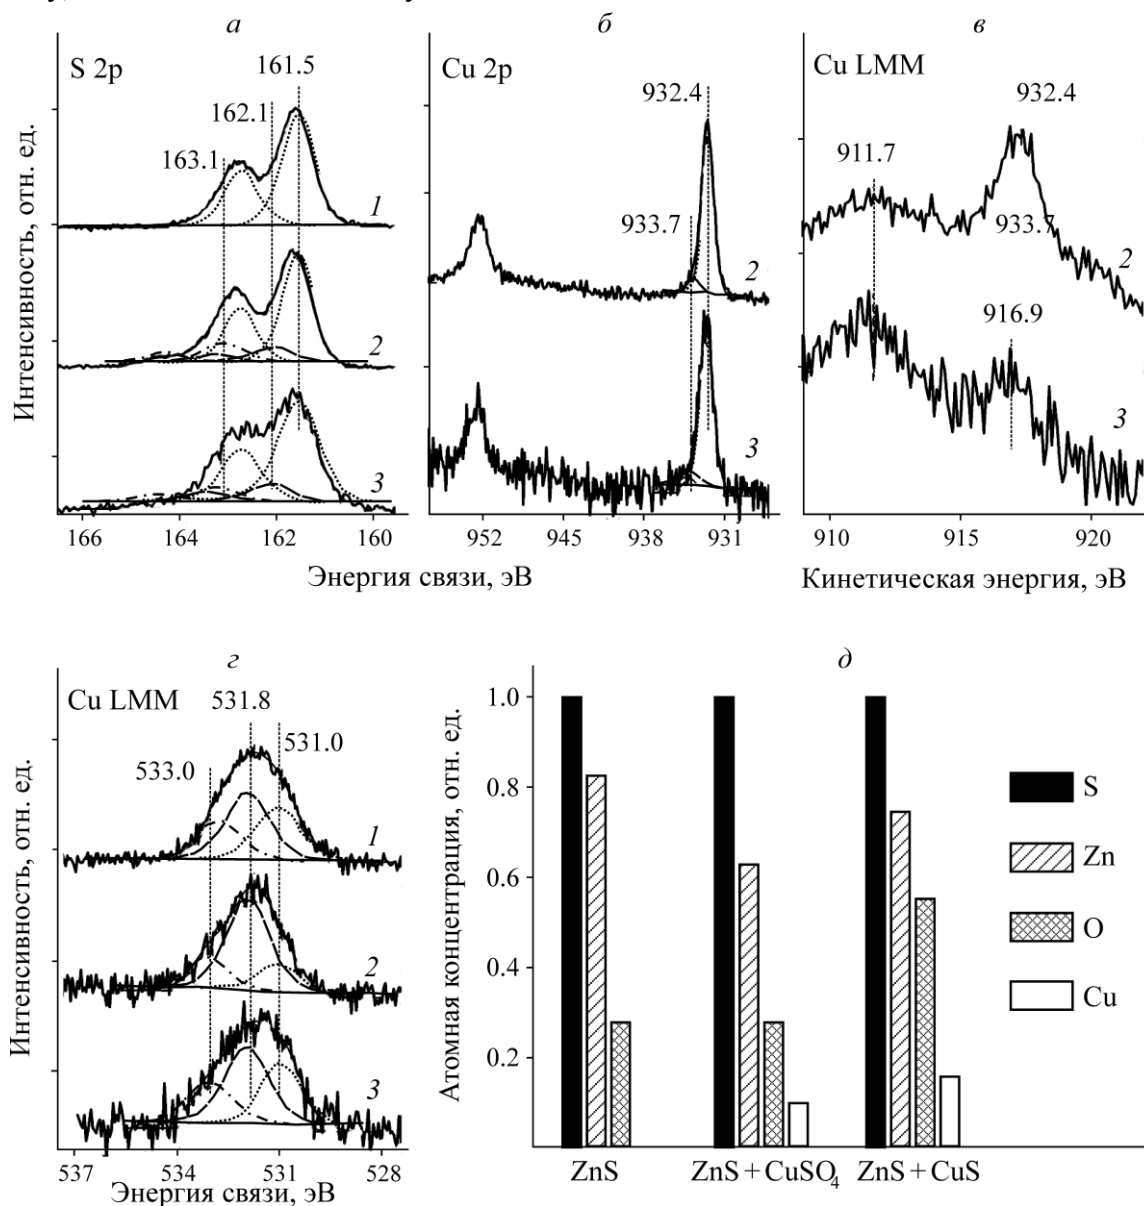 а
S 2p
161.5
162.1
163.1
1
2
3
166
164
162
160
Интенсивность, отн. ед.
б
Cu 2p
932.4
933.7
2
3
952
945
938
931
Энергия связи, эВ
в
Cu LMM
932.4
911.7
933.7
2
916.9
3
910
915
920
Кинетическая энергия, эВ
г
Cu LMM
531.8
531.0
533.0
1
2
3
537
534
531
528
Интенсивность, отн. ед.
Энергия связи, эВ
д
1.0
0.8
0.6
0.4
0.2
Атомная концентрация, отн. ед.
ZnS
ZnS + CuSO4
ZnS + CuS
S
Zn
O
Cu